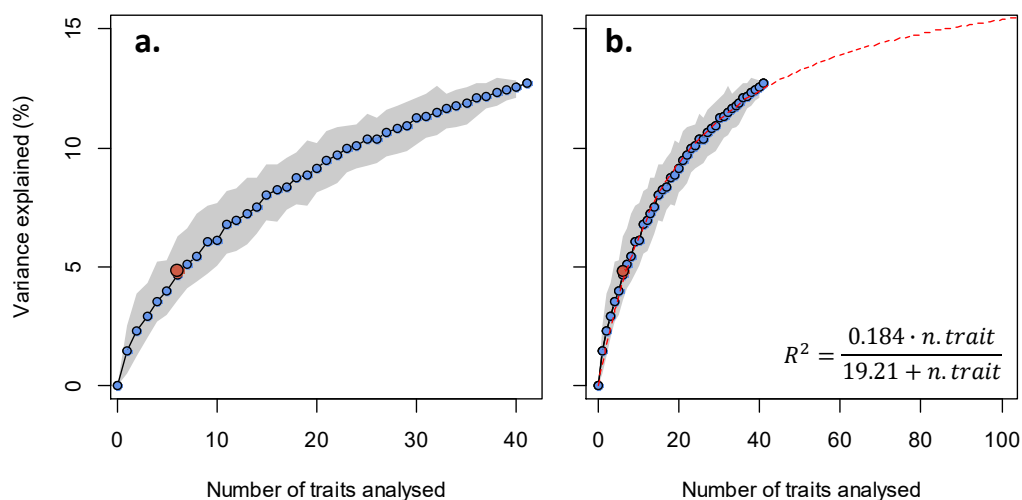 a.
b.
Variance explained (%)
15
10
5
0
0 10 20 30 40
0 20 40 60 80 100
Number of traits analysed
Number of traits analysed
R² = 0.184 · n. trait / 19.21 + n. trait